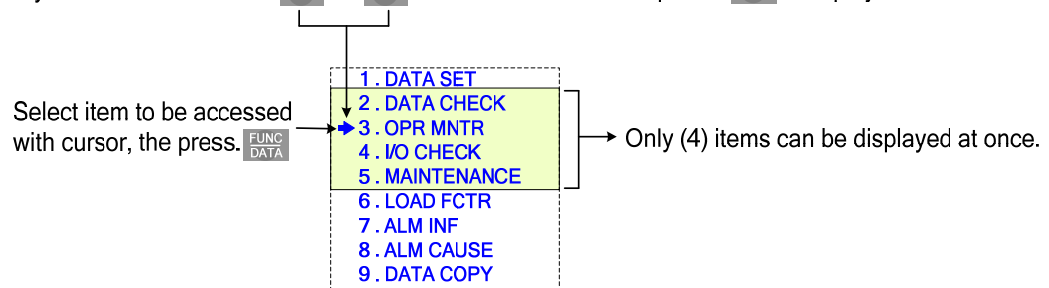 1. DATA SET
2. DATA CHECK
3. OPR MNTR
4. I/O CHECK
5. MAINTENANCE
6. LOAD FCTR
7. ALM INF
8. ALM CAUSE
9. DATA COPY
Select item to be accessed
with cursor, the press. FUNC DATA
Only (4) items can be displayed at once.